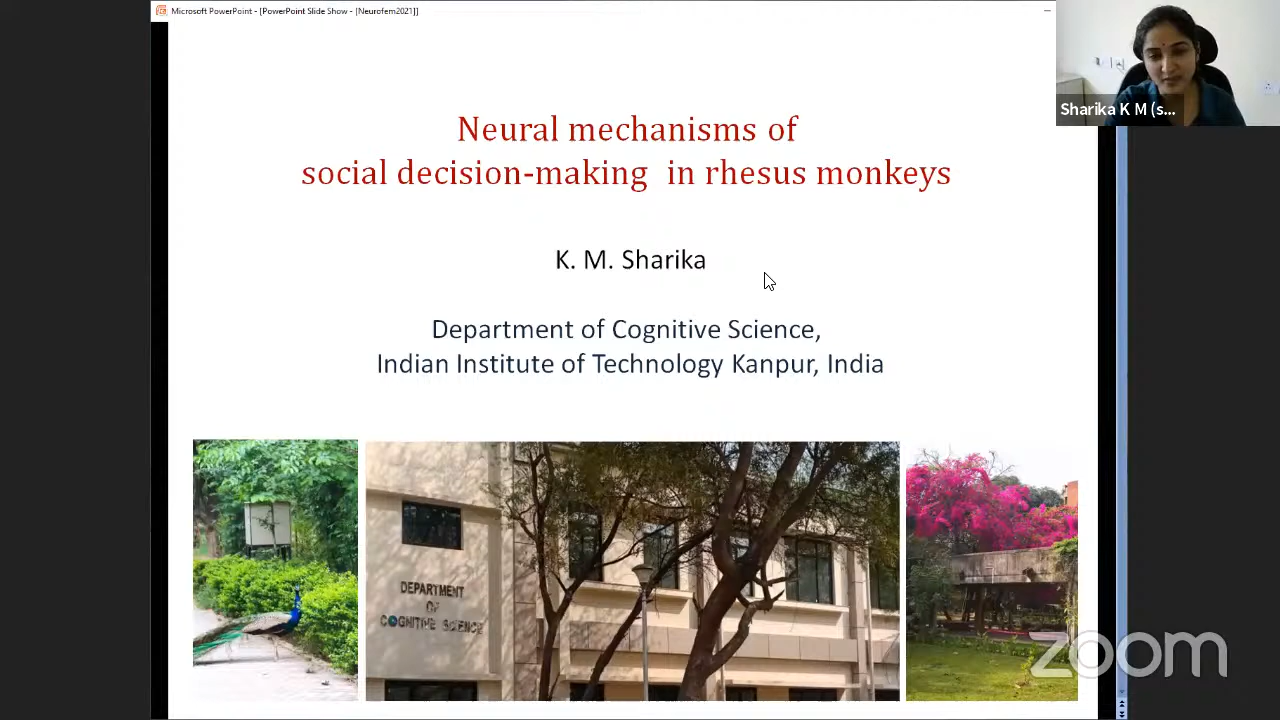 Microsoft PowerPoint - [PowerPoint Slide Show - [Neurofem2021]]
Sharika K M (s...
Neural mechanisms of
social decision-making in rhesus monkeys
K. M. Sharika
Department of Cognitive Science,
Indian Institute of Technology Kanpur, India
DEPARTMENT
OF
COGNITIVE SCIENCE
zoom